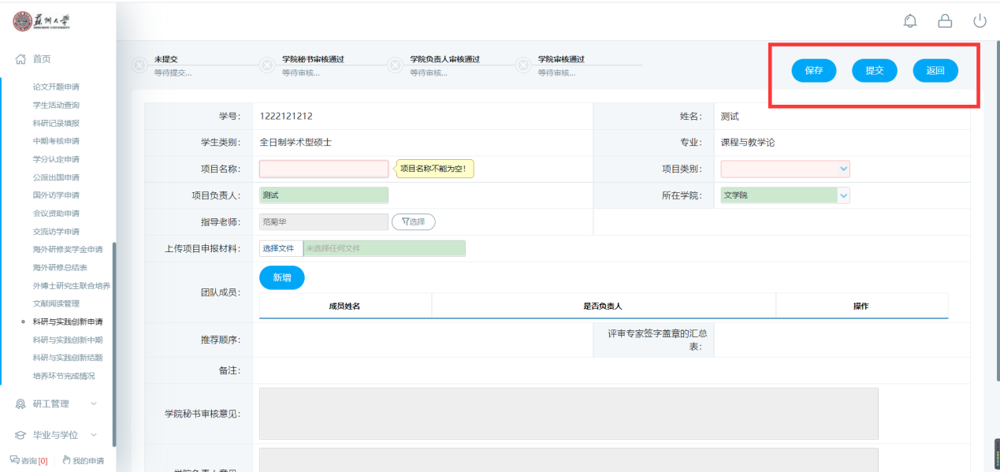 蘇州大學
SOOCHOW UNIVERSITY
首页
论文开题申请
学生活动查询
科研记录填报
中期考核申请
学分认定申请
公派出国申请
国外访学申请
会议资助申请
交流访学申请
海外研修奖学金申请
海外研修总结表
外博士研究生联合培养
文献阅读管理
科研与实践创新申请
科研与实践创新中期
科研与实践创新结题
培养环节完成情况
研工管理
毕业与学位
咨询[0] 我的申请
未提交 学院秘书审核通过 学院负责人审核通过 学院审核通过
等待提交... 等待审核... 等待审核... 等待审核...
保存 提交 返回
学号： 1222121212 姓名： 测试
学生类别： 全日制学术型硕士 专业： 课程与教学论
项目名称： 项目名称不能为空! 项目类别：
项目负责人： 测试 所在学院： 文学院
指导老师： 范菊华 选择
上传项目申报材料： 选择文件 未选择任何文件
团队成员： 新增
成员姓名 是否负责人 操作
推荐顺序： 评审专家签字盖章的汇总
表：
备注：
学院秘书审核意见：
学院负责人意见：